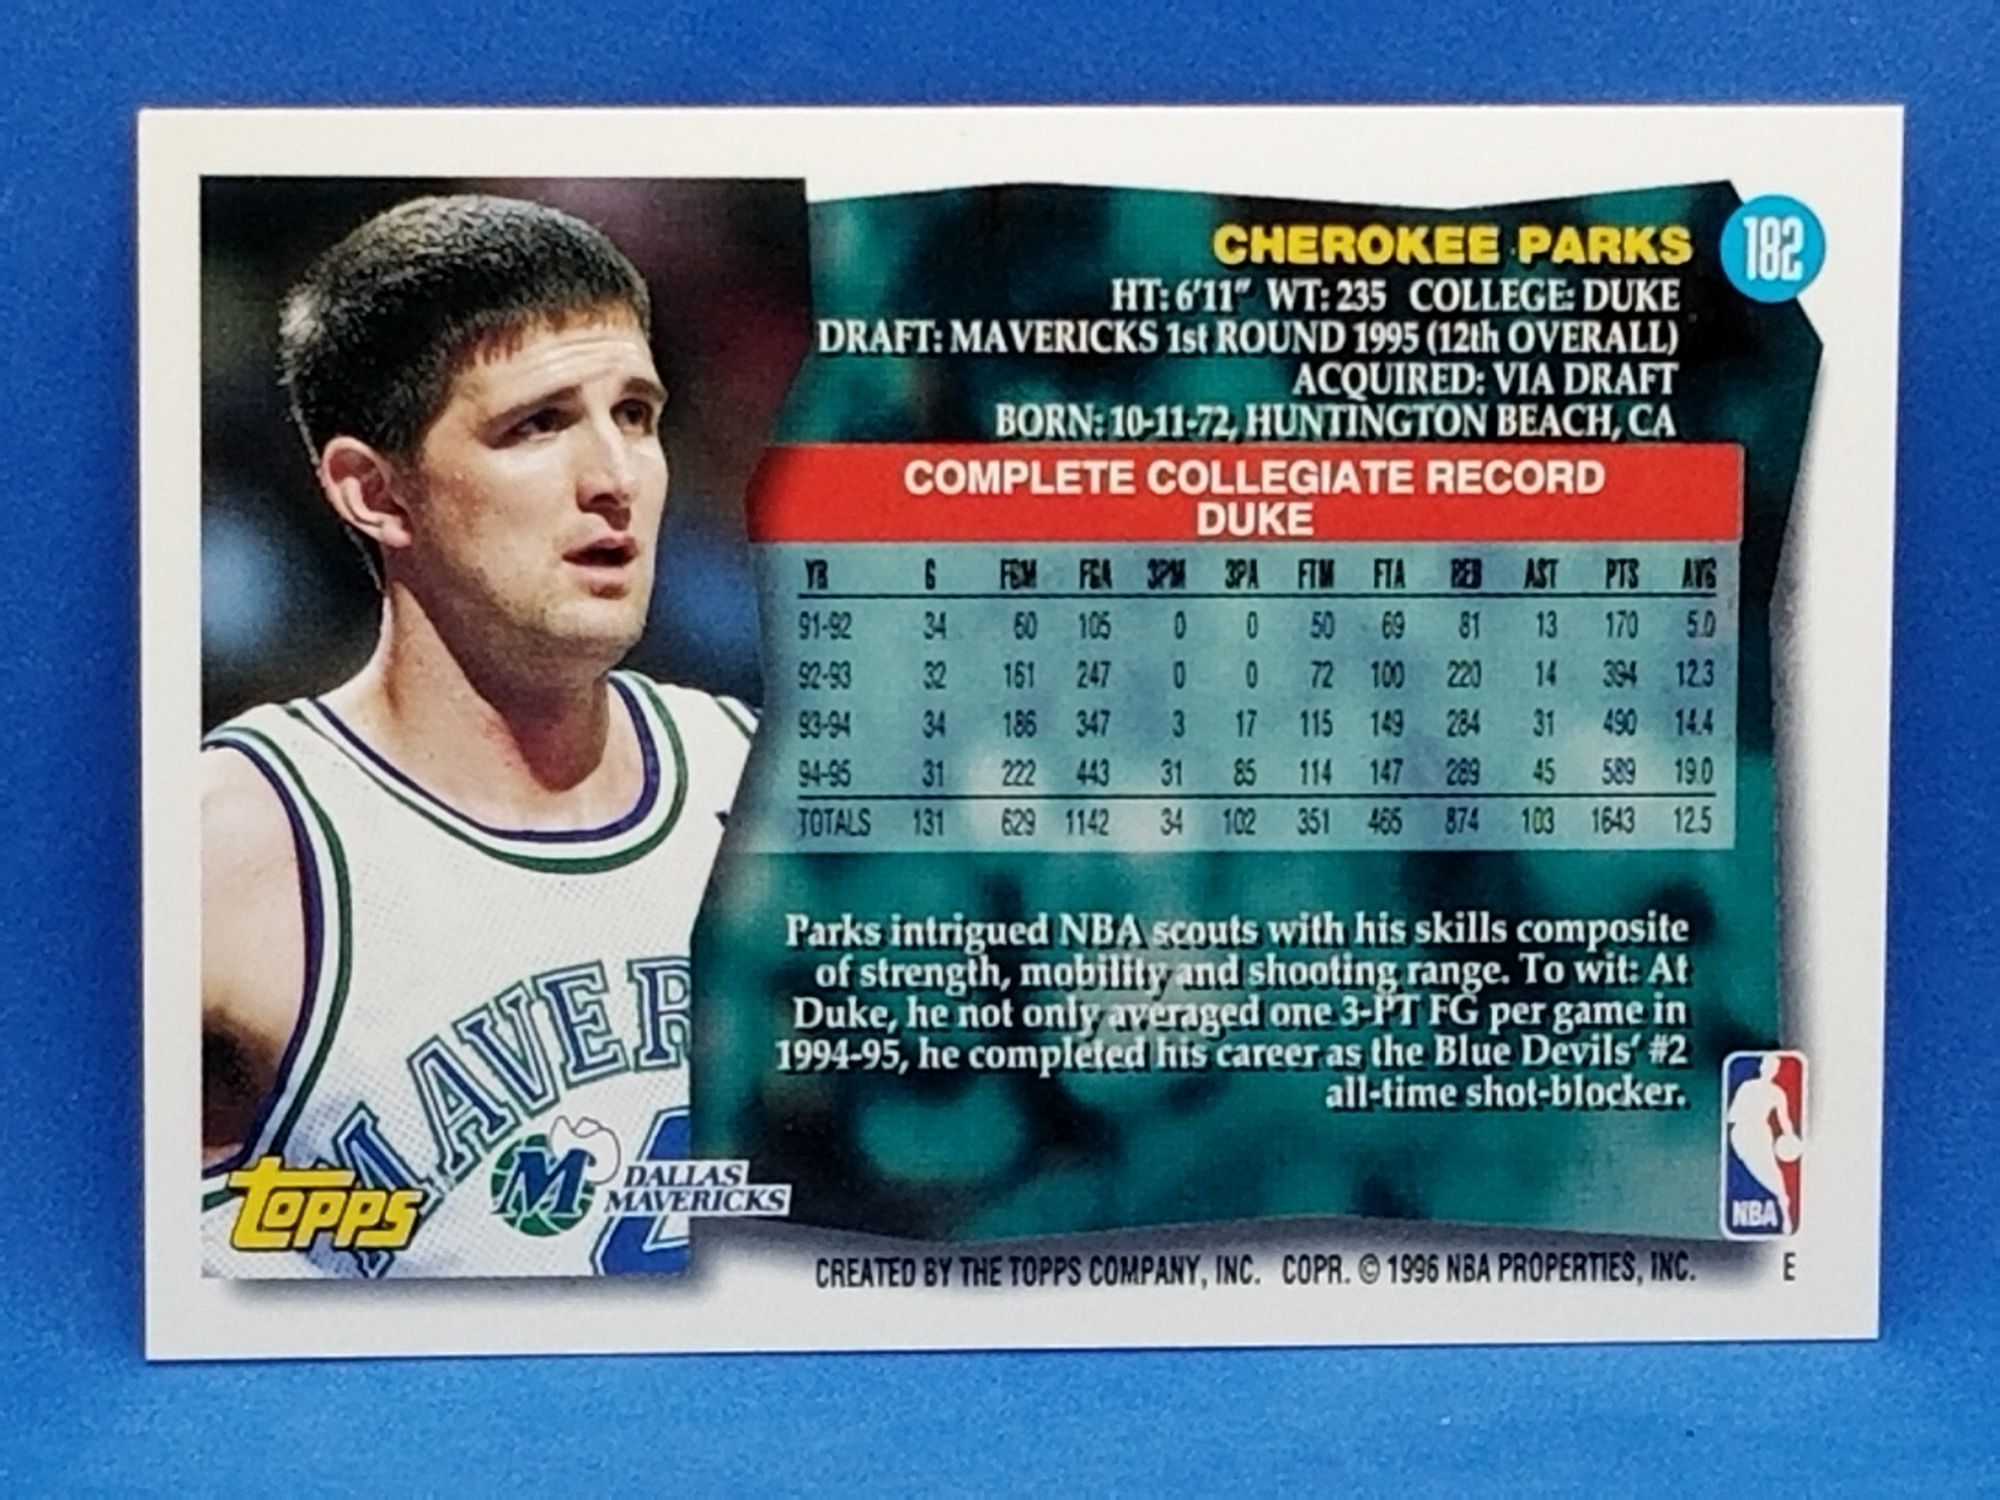 CHEROKEE PARKS
182
HT: 6'11" WT: 235 COLLEGE: DUKE
DRAFT: MAVERICKS 1st ROUND 1995 (12th OVERALL)
ACQUIRED: VIA DRAFT
BORN: 10-11-72, HUNTINGTON BEACH, CA
COMPLETE COLLEGIATE RECORD
DUKE
YR G FGM FGA 3PM 3PA FTM FTA REB AST PTS AVG
91-92 34 60 105 0 0 50 69 81 13 170 5.0
92-93 32 161 247 0 0 72 100 220 14 394 12.3
93-94 34 186 347 3 17 115 149 284 31 490 14.4
94-95 31 222 443 31 85 114 147 289 45 589 19.0
TOTALS 131 629 1142 34 102 351 465 874 103 1643 12.5
Parks intrigued NBA scouts with his skills composite
of strength, mobility and shooting range. To wit: At
Duke, he not only averaged one 3-PT FG per game in
1994-95, he completed his career as the Blue Devils' #2
all-time shot-blocker.
MAVER
topps
M
DALLAS
MAVERICKS
NBA
CREATED BY THE TOPPS COMPANY, INC. COPR. © 1996 NBA PROPERTIES, INC. E